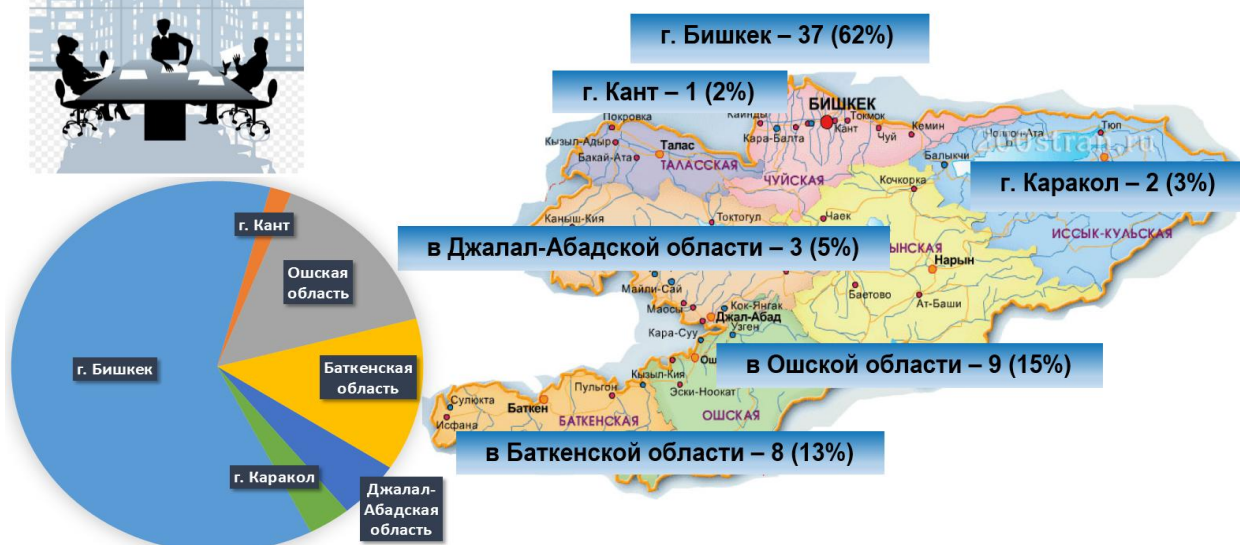 г. Бишкек – 37 (62%)
г. Кант – 1 (2%)
г. Каракол – 2 (3%)
в Джалал-Абадской области – 3 (5%)
в Ошской области – 9 (15%)
в Баткенской области – 8 (13%)
г. Кант
Ошская
область
г. Бишкек
Баткенская
область
г. Каракол
Джалал-
Абадская
область
Покровка
Каинды
БИШКЕК
Токмок
Кант
Кара-Балта
Чуй
Кемин
Тюп
200stran.ru
Кызыл-Адыр
Талас
Бакай-Ата
ТАЛАССКАЯ
ЧУЙСКАЯ
Балыкчи
Кочкорка
Каныш-Кия
Токтогул
Чаек
ИССЫК-КУЛЬСКАЯ
ЫНСКАЯ
Нарын
Майли-Сай
Баетово
Ат-Баши
Кок-Янгак
Джал-Абад
Кара-Суу
Узген
Ош
Кызыл-Кия
Пульгон
Эски-Ноокат
Сулюкта
Баткен
Исфана
БАТКЕНСКАЯ
ОШСКАЯ